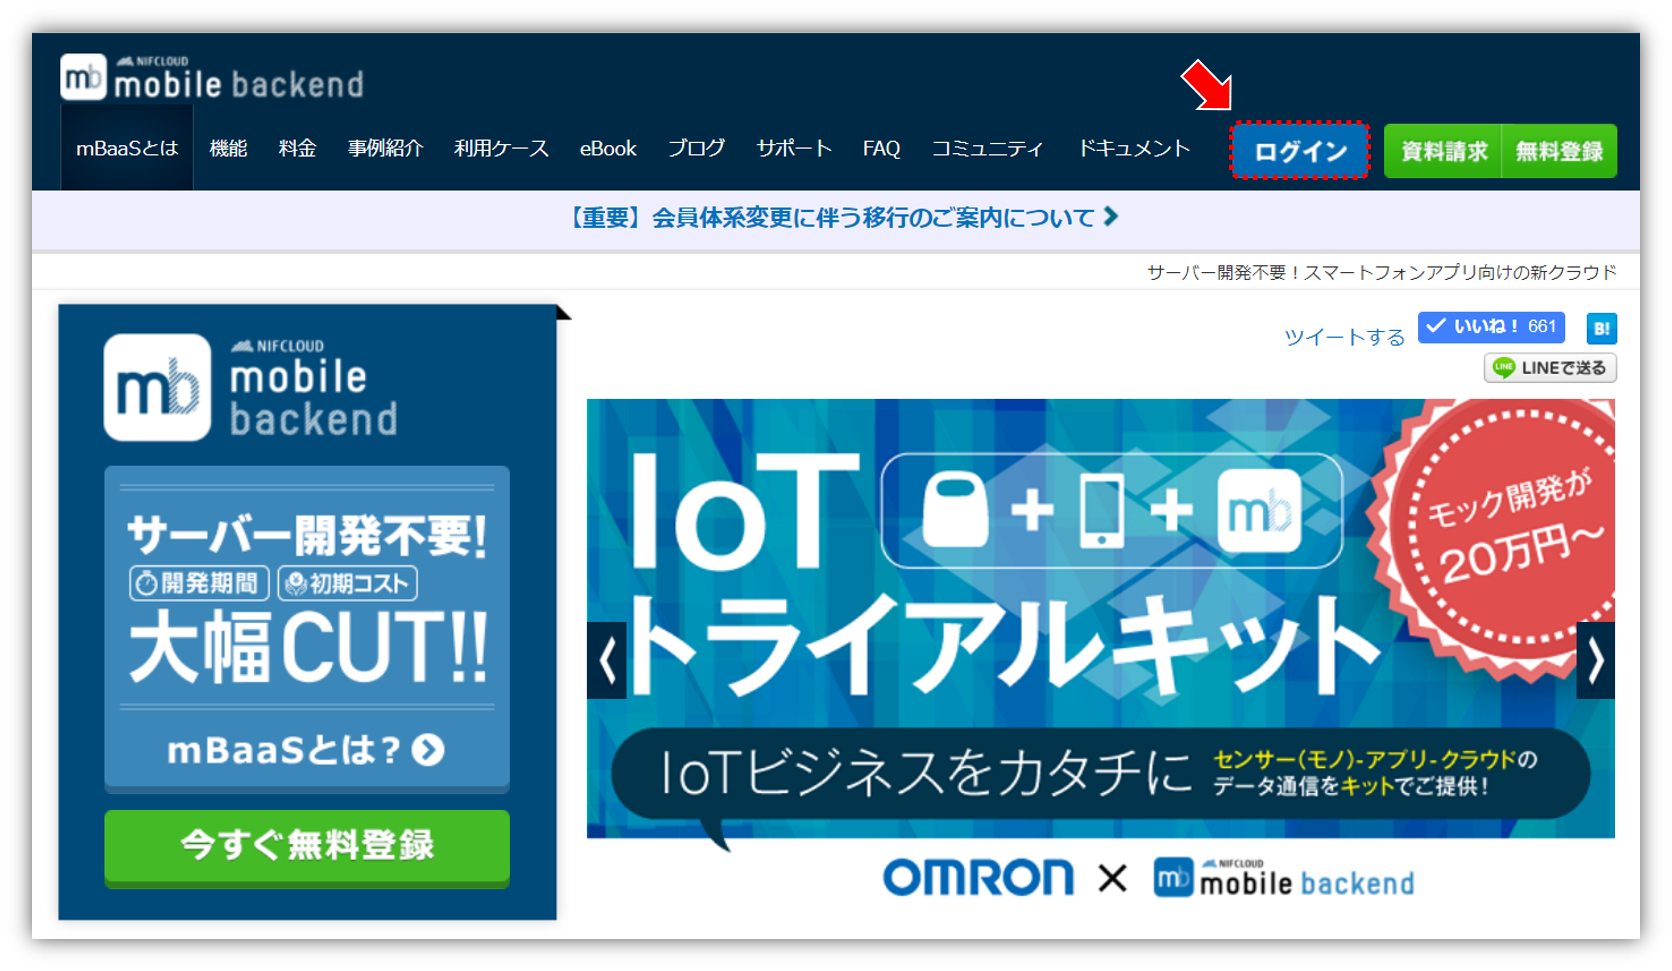 mb NIFCLOUD
mobile backend
mBaaSとは 機能 料金 事例紹介 利用ケース eBook ブログ サポート FAQ コミュニティ ドキュメント ログイン 資料請求 無料登録
【重要】会員体系変更に伴う移行のご案内について
サーバー開発不要！スマートフォンアプリ向けの新クラウド
ツイートする いいね！ 661 B!
LINE LINEで送る
mb NIFCLOUD
mobile
backend
サーバー開発不要!
開発期間 初期コスト
大幅CUT!!
mBaaSとは？
今すぐ無料登録
IoT + + mb
トライアルキット
モック開発が
20万円〜
IoTビジネスをカタチに
センサー(モノ)-アプリ-クラウドの
データ通信をキットでご提供！
OMRON × mb NIFCLOUD
mobile backend